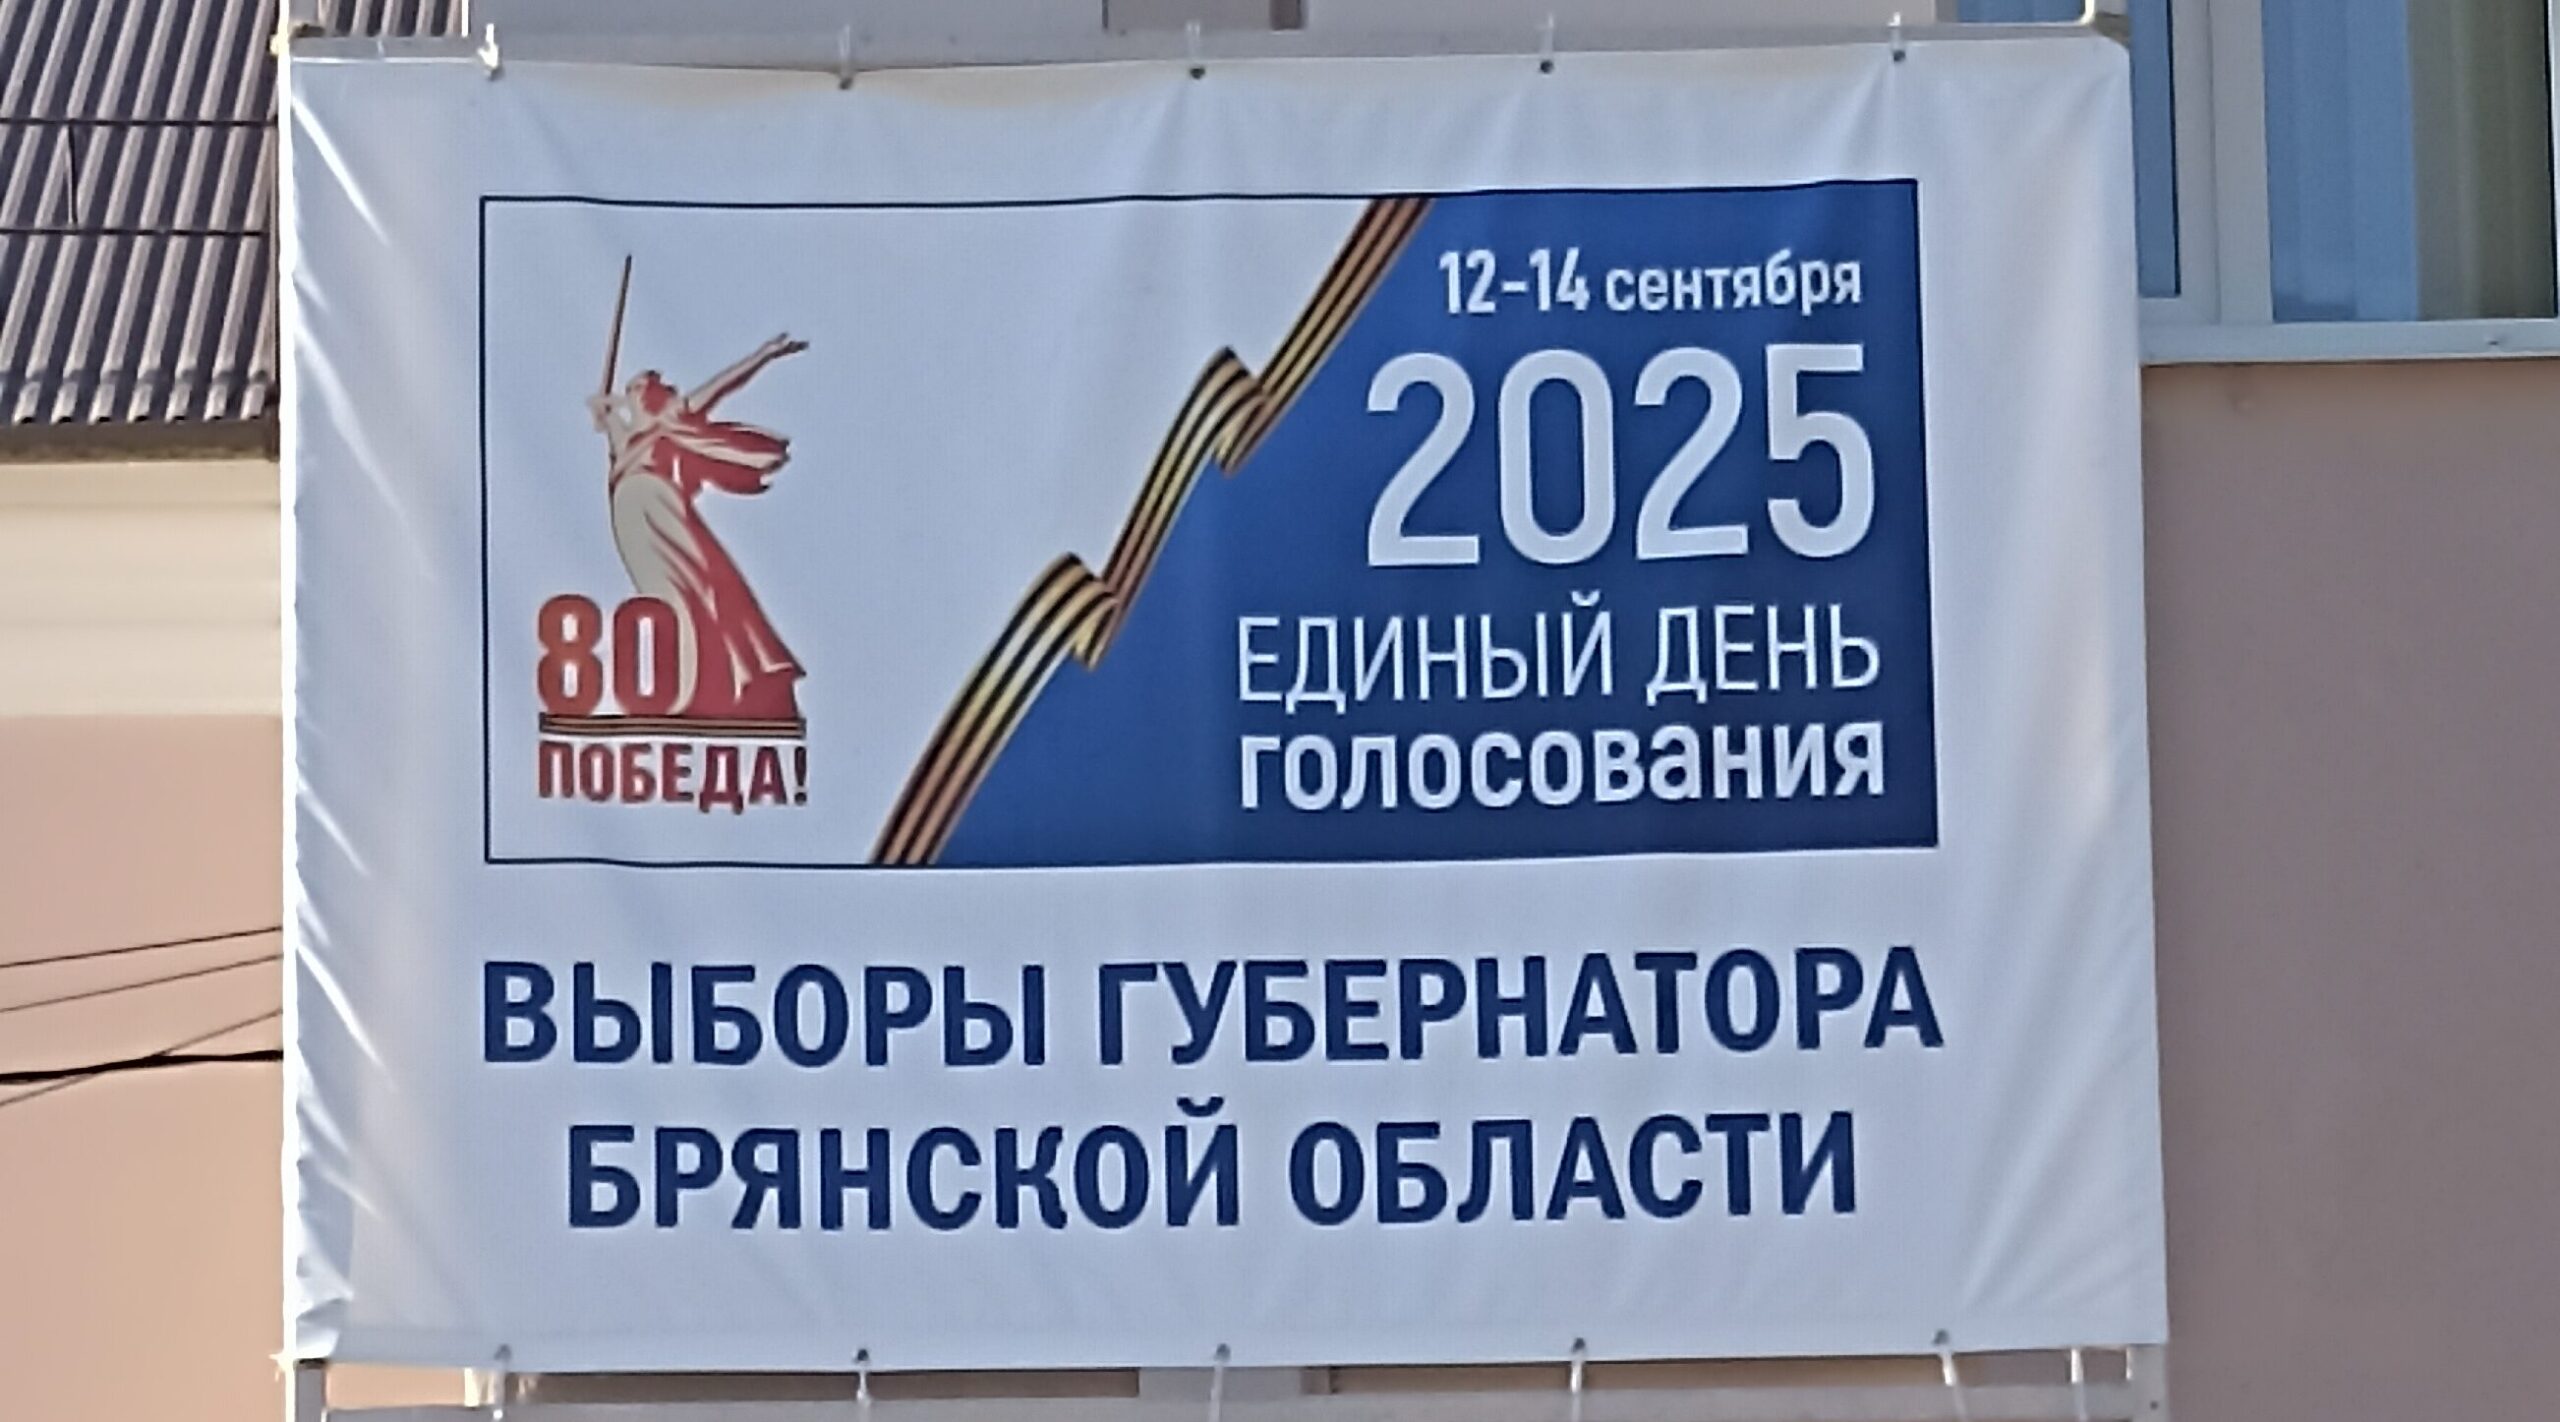 80
ПОБЕДА!
12-14 сентября
2025
ЕДИНЫЙ ДЕНЬ
ГОЛОСОВАНИЯ
ВЫБОРЫ ГУБЕРНАТОРА
БРЯНСКОЙ ОБЛАСТИ